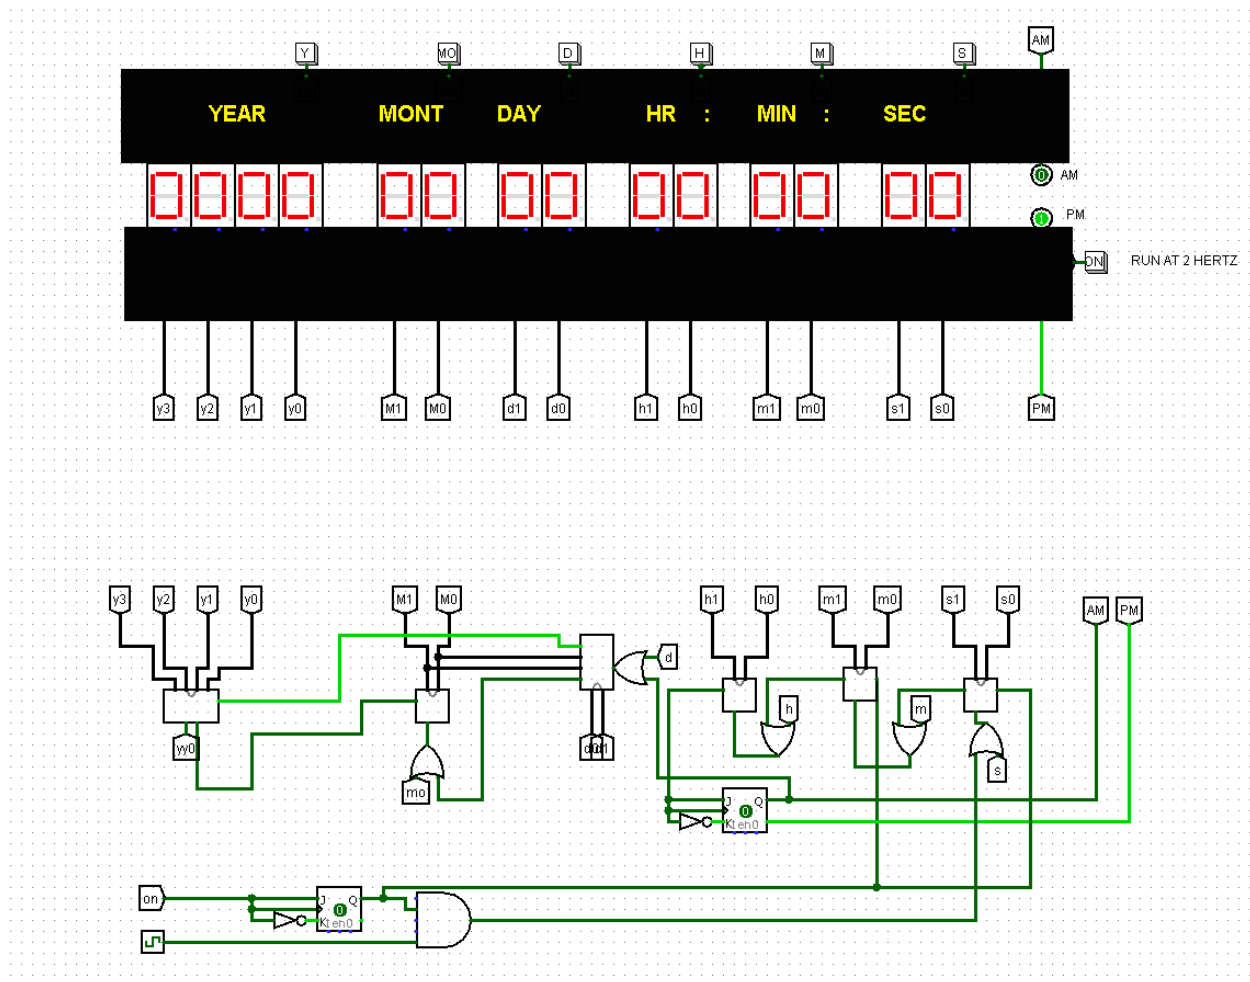 Y MO D H M S AM
YEAR MONT DAY HR : MIN : SEC
0000 00 00 00 00 00 0 AM
1 PM
ON RUN AT 2 HERTZ
y3 y2 y1 y0 M1 M0 d1 d0 h1 h0 m1 m0 s1 s0 PM
y3 y2 y1 y0 M1 M0 h1 h0 m1 m0 s1 s0 AM PM
d
h m
yy0
mo s
J Q
0
K en0
on J Q
0
K en0